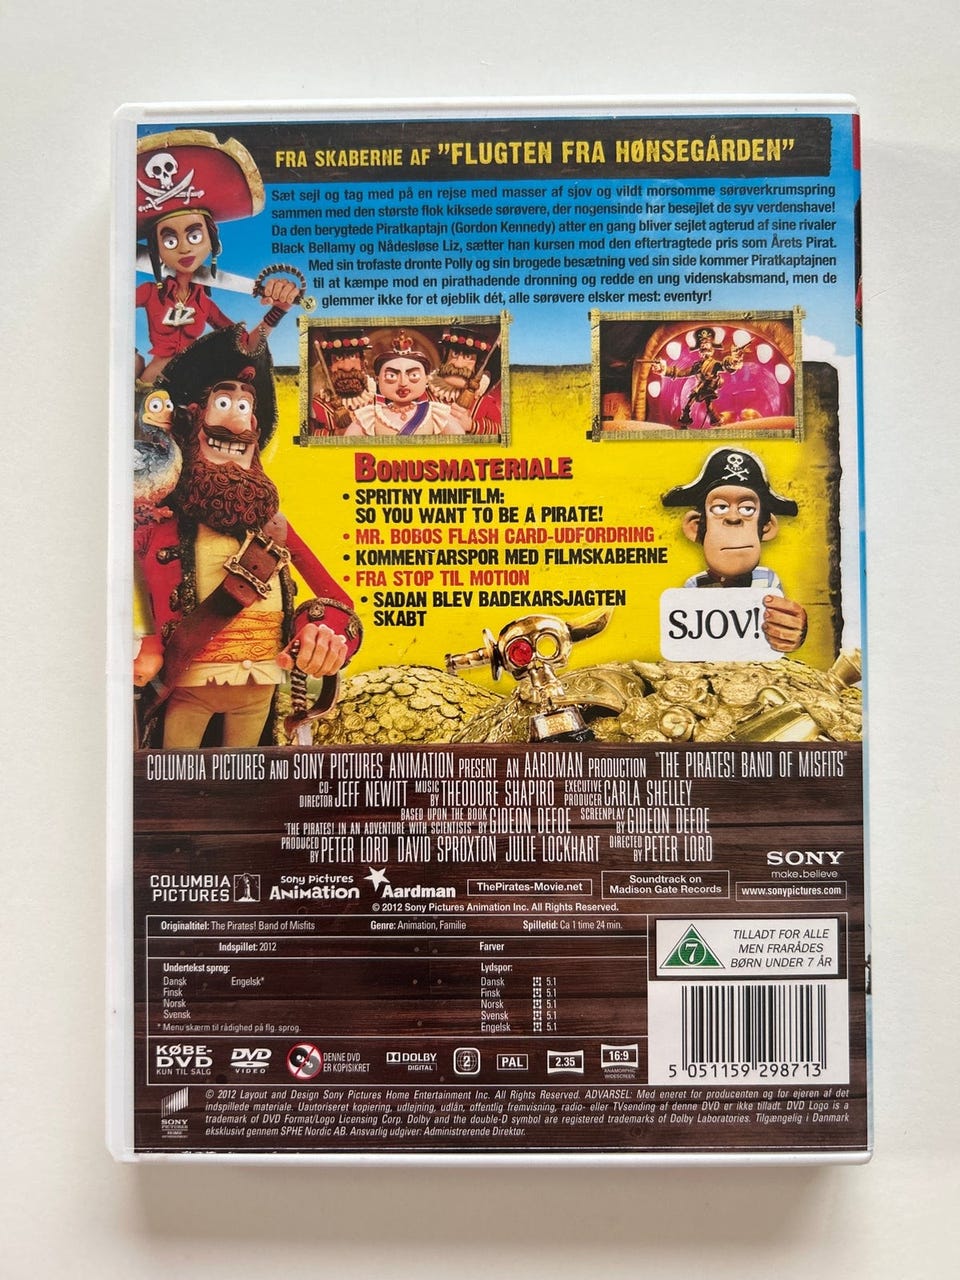 FRA SKABERNE AF "FLUGTEN FRA HØNSEGÅRDEN"
Sæt sejl og tag med på en rejse med masser af sjov og vildt morsomme sørøverkrumspring
sammen med den største flok kiksede sørøvere, der nogensinde har besejlet de syv verdenshave!
Da den berygtede Piratkaptajn (Gordon Kennedy) atter en gang bliver sejlet agterud af sine rivaler
Black Bellamy og Nådesløse Liz, sætter han kursen mod den eftertragtede pris som Årets Pirat.
Med sin trofaste dronte Polly og sin brogede besætning ved sin side kommer Piratkaptajnen
til at kæmpe mod en pirathadende dronning og redde en ung videnskabsmand, men de
glemmer ikke for et øjeblik dét, alle sørøvere elsker mest: eventyr!
LIZ
BONUSMATERIALE
• SPRITNY MINIFILM:
SO YOU WANT TO BE A PIRATE!
• MR. BOBOS FLASH CARD-UDFORDRING
• KOMMENTARSPOR MED FILMSKABERNE
• FRA STOP TIL MOTION
• SADAN BLEV BADEKARSJAGTEN
SKABT
SJOV!
COLUMBIA PICTURES AND SONY PICTURES ANIMATION PRESENT AN AARDMAN PRODUCTION "THE PIRATES! BAND OF MISFITS"
CO-DIRECTOR JEFF NEWITT MUSIC BY THEODORE SHAPIRO EXECUTIVE PRODUCER CARLA SHELLEY
BASED UPON THE BOOK "THE PIRATES! IN AN ADVENTURE WITH SCIENTISTS" BY GIDEON DEFOE SCREENPLAY BY GIDEON DEFOE
PRODUCED BY PETER LORD DAVID SPROXTON JULIE LOCKHART DIRECTED BY PETER LORD
SONY
make.believe
COLUMBIA PICTURES
Sony Pictures Animation
Aardman
ThePirates-Movie.net
Soundtrack on
Madison Gate Records
www.sonypictures.com
© 2012 Sony Pictures Animation Inc. All Rights Reserved.
Originaltitel: The Pirates! Band of Misfits Genre: Animation, Familie Spilletid: Ca 1 time 24 min.
Indspillet: 2012 Farver
Undertekst sprog:
Dansk Engelsk*
Finsk
Norsk
Svensk
* Menu skærm til rådighed på flg. sprog.
Lydspor:
Dansk 5.1
Finsk 5.1
Norsk 5.1
Svensk 5.1
Engelsk 5.1
7
TILLADT FOR ALLE
MEN FRARÅDES
BØRN UNDER 7 ÅR
KØBE-
DVD
KUN TIL SALG
DVD
VIDEO
DENNE DVD
ER KOPISIKRET
DOLBY
DIGITAL
2
PAL
2.35
16:9
ANAMORPHIC
WIDESCREEN
5 051159 298713
SONY
PICTURES
© 2012 Layout and Design Sony Pictures Home Entertainment Inc. All Rights Reserved. ADVARSEL: Med eneret for producenten og for ejeren af det
indspillede materiale. Uautoriseret kopiering, udlejning, udlån, offentlig fremvisning, radio- eller TVsending af denne DVD er ikke tilladt. DVD Logo is a
trademark of DVD Format/Logo Licensing Corp. Dolby and the double-D symbol are registered trademarks of Dolby Laboratories. Tilgængelig i Danmark
eksklusivt gennem SPHE Nordic AB. Ansvarlig udgiver: Administrerende Direktør.